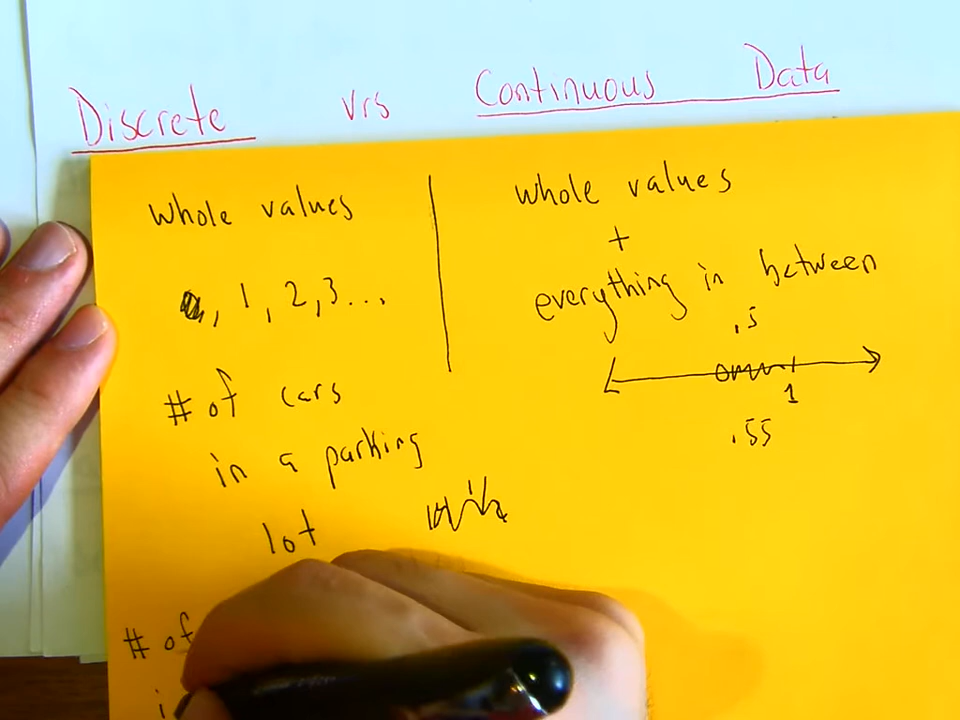 Discrete vrs Continuous Data
whole values
, 1, 2, 3...
# of cars
in a parking
lot
# of
i
whole values
+
everything in between
.5
1
.55